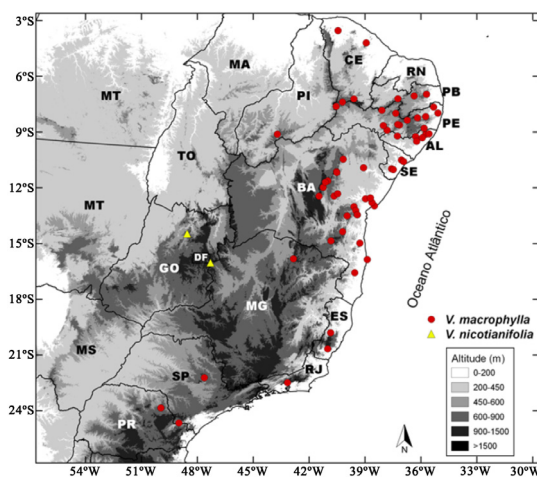 3°S
6°S
9°S
12°S
15°S
18°S
21°S
24°S
MA
CE
RN
PB
PE
AL
SE
PI
MT
TO
BA
MT
GO
DF
MG
ES
MS
SP
RJ
PR
Oceano Atlântico
V. macrophylla
V. nicotianifolia
Altitude (m)
0-200
200-450
450-600
600-900
900-1500
>1500
N
54°W 51°W 48°W 45°W 42°W 39°W 36°W